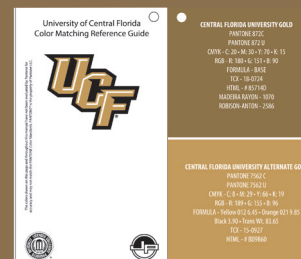 University of Central Florida
Color Matching Reference Guide
UCF
CENTRAL FLORIDA UNIVERSITY GOLD
PANTONE 872C
PANTONE 872 U
CMYK - C: 20 • M: 30 • Y: 70 • K: 15
RGB - R: 180 • G: 151 • B: 90
FORMULA - BASE
TCX - 18-0724
HTML - # 857140
MADEIRA RAYON - 1070
ROBISON-ANTON - 2586
CENTRAL FLORIDA UNIVERSITY ALTERNATE GO
PANTONE 7562 C
PANTONE 7562 U
CMYK - C: 8 • M: 29 • Y: 66 • K: 19
RGB - R: 189 • G: 155 • B: 96
FORMULA - Yellow 012 6.45 • Orange 021 9.85
Black 3.90 • Trans Wt. 83.65
TCX - 15-0927
HTML - # BD9B60